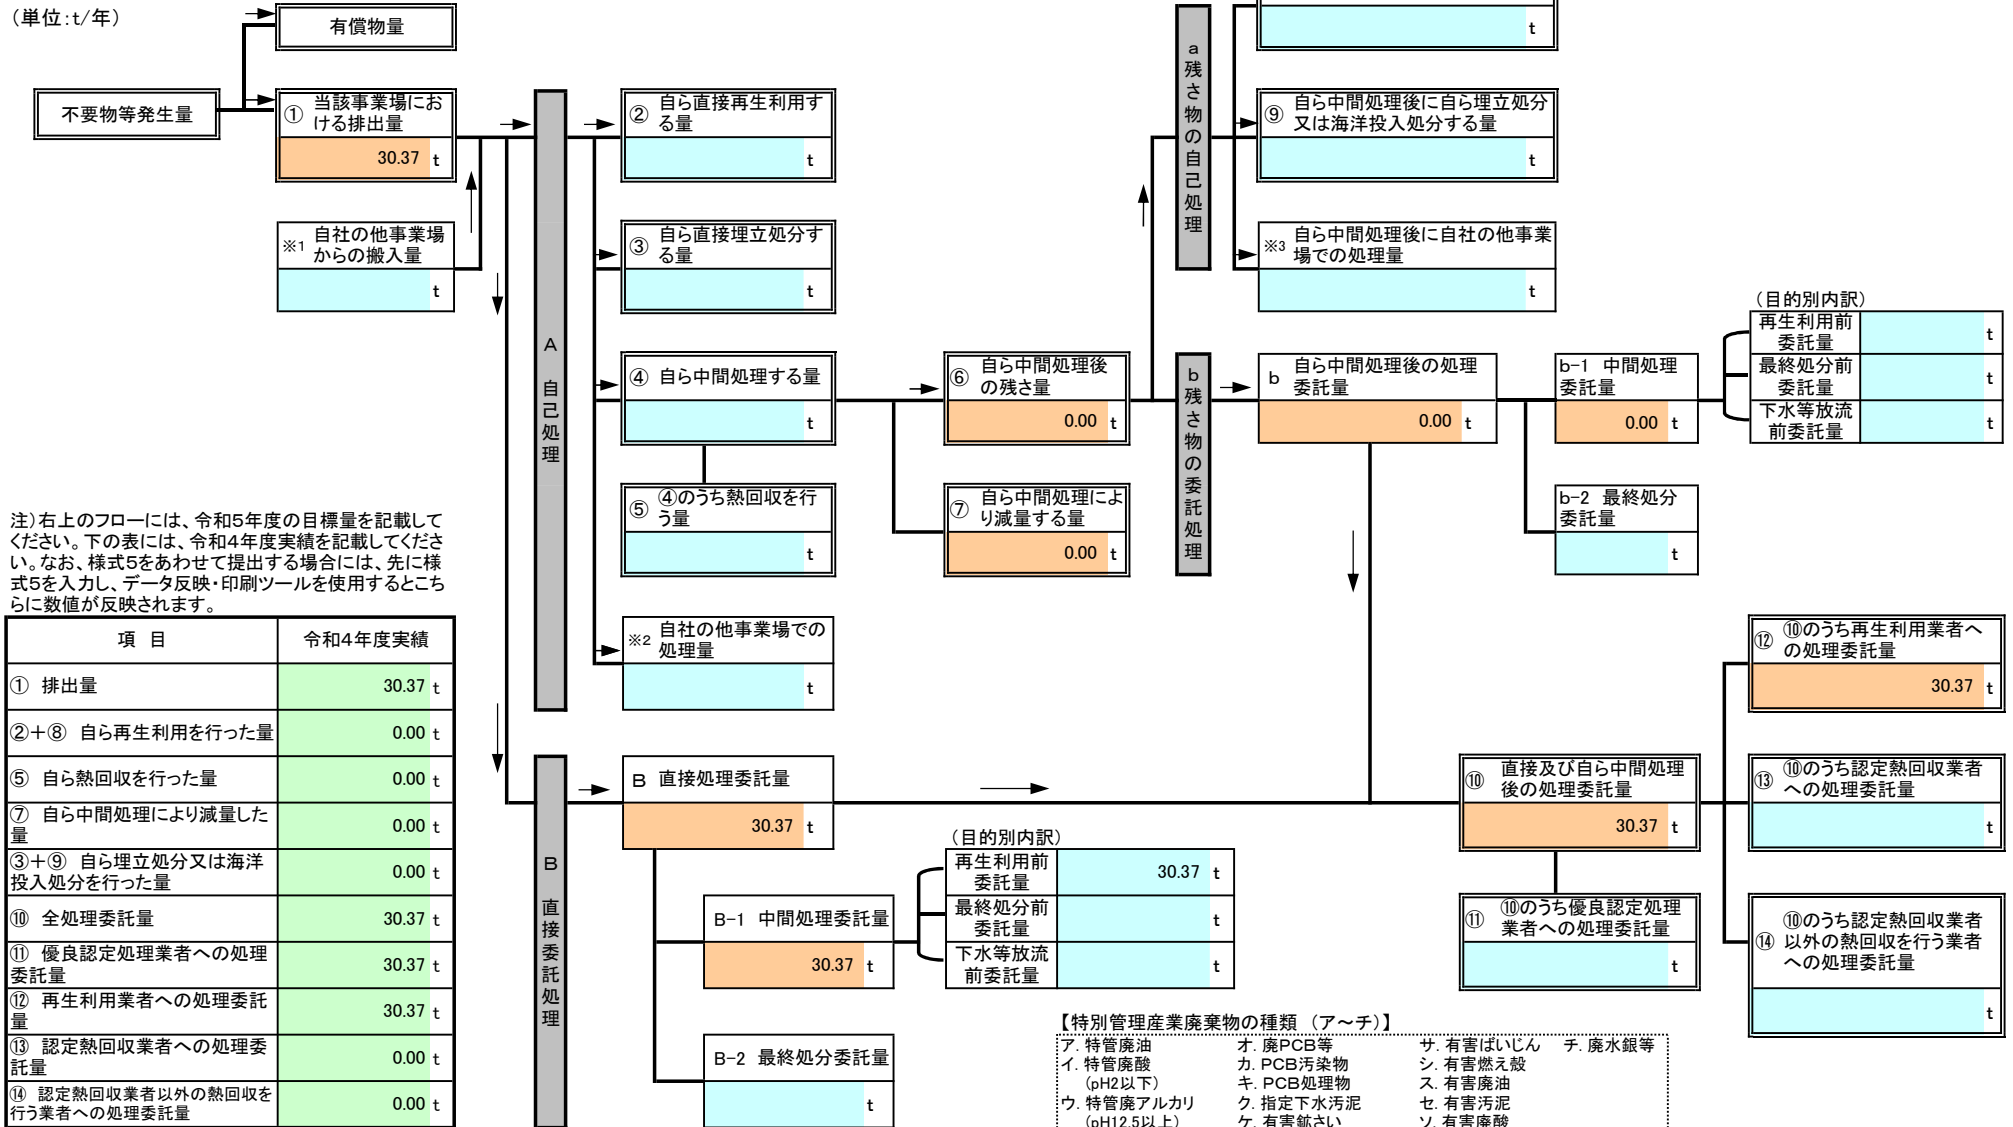 （単位：t/年）
有償物量
不要物等発生量
① 当該事業場にお
ける排出量
30.37 t
※1 自社の他事業場
からの搬入量
t
A 自己処理
② 自ら直接再生利用す
る量
t
③ 自ら直接埋立処分す
る量
t
④ 自ら中間処理する量
t
⑤ ④のうち熱回収を行
う量
t
※2 自社の他事業場での
処理量
t
⑥ 自ら中間処理後
の残さ量
0.00 t
⑦ 自ら中間処理によ
り減量する量
0.00 t
a 残さ物の自己処理
t
⑨ 自ら中間処理後に自ら埋立処分
又は海洋投入処分する量
t
※3 自ら中間処理後に自社の他事業
場での処理量
t
b 残さ物の委託処理
b 自ら中間処理後の処理
委託量
0.00 t
b-1 中間処理
委託量
0.00 t
（目的別内訳）
再生利用前
委託量
t
最終処分前
委託量
t
下水等放流
前委託量
t
b-2 最終処分
委託量
t
注）右上のフローには、令和5年度の目標量を記載して
ください。下の表には、令和4年度実績を記載してくださ
い。なお、様式5をあわせて提出する場合には、先に様
式5を入力し、データ反映・印刷ツールを使用するとこち
らに数値が反映されます。
項 目 令和4年度実績
① 排出量 30.37 t
②＋⑧ 自ら再生利用を行った量 0.00 t
⑤ 自ら熱回収を行った量 0.00 t
⑦ 自ら中間処理により減量した
量 0.00 t
③＋⑨ 自ら埋立処分又は海洋
投入処分を行った量 0.00 t
⑩ 全処理委託量 30.37 t
⑪ 優良認定処理業者への処理
委託量 30.37 t
⑫ 再生利用業者への処理委託
量 30.37 t
⑬ 認定熱回収業者への処理委
託量 0.00 t
⑭ 認定熱回収業者以外の熱回収を
行う業者への処理委託量 0.00 t
B 直接委託処理
B 直接処理委託量
30.37 t
B-1 中間処理委託量
30.37 t
（目的別内訳）
再生利用前
委託量
30.37 t
最終処分前
委託量
t
下水等放流
前委託量
t
B-2 最終処分委託量
t
⑩ 直接及び自ら中間処理
後の処理委託量
30.37 t
⑪ ⑩のうち優良認定処理
業者への処理委託量
t
⑫ ⑩のうち再生利用業者へ
の処理委託量
30.37 t
⑬ ⑩のうち認定熱回収業者
への処理委託量
t
⑭ ⑩のうち認定熱回収業者
以外の熱回収を行う業者
への処理委託量
t
【特別管理産業廃棄物の種類 （ア～チ）】
ア. 特管廃油 オ. 廃PCB等 サ. 有害ばいじん チ. 廃水銀等
イ. 特管廃酸 カ. PCB汚染物 シ. 有害燃え殻
（pH2以下） キ. PCB処理物 ス. 有害廃油
ウ. 特管廃アルカリ ク. 指定下水汚泥 セ. 有害汚泥
（pH12.5以上） ケ. 有害鉱さい ソ. 有害廃酸